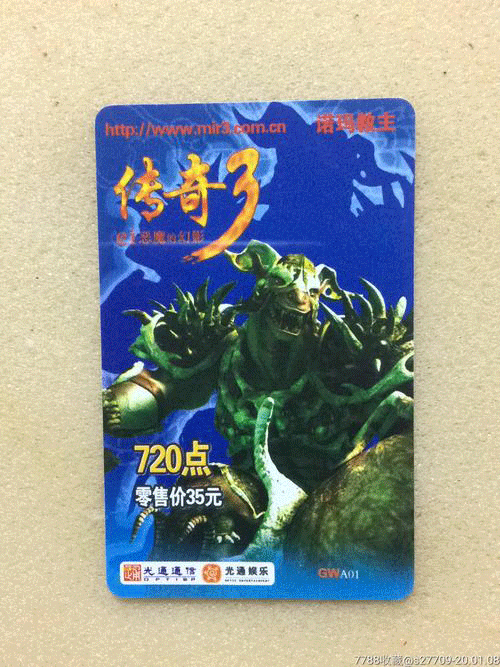 http://www.mir3.com.cn 诺玛教主
传奇3
恶魔的幻影
720点
零售价35元
光通通信
OPTISP
光通娱乐
GWA01
7788收藏@s27709-20.01.08